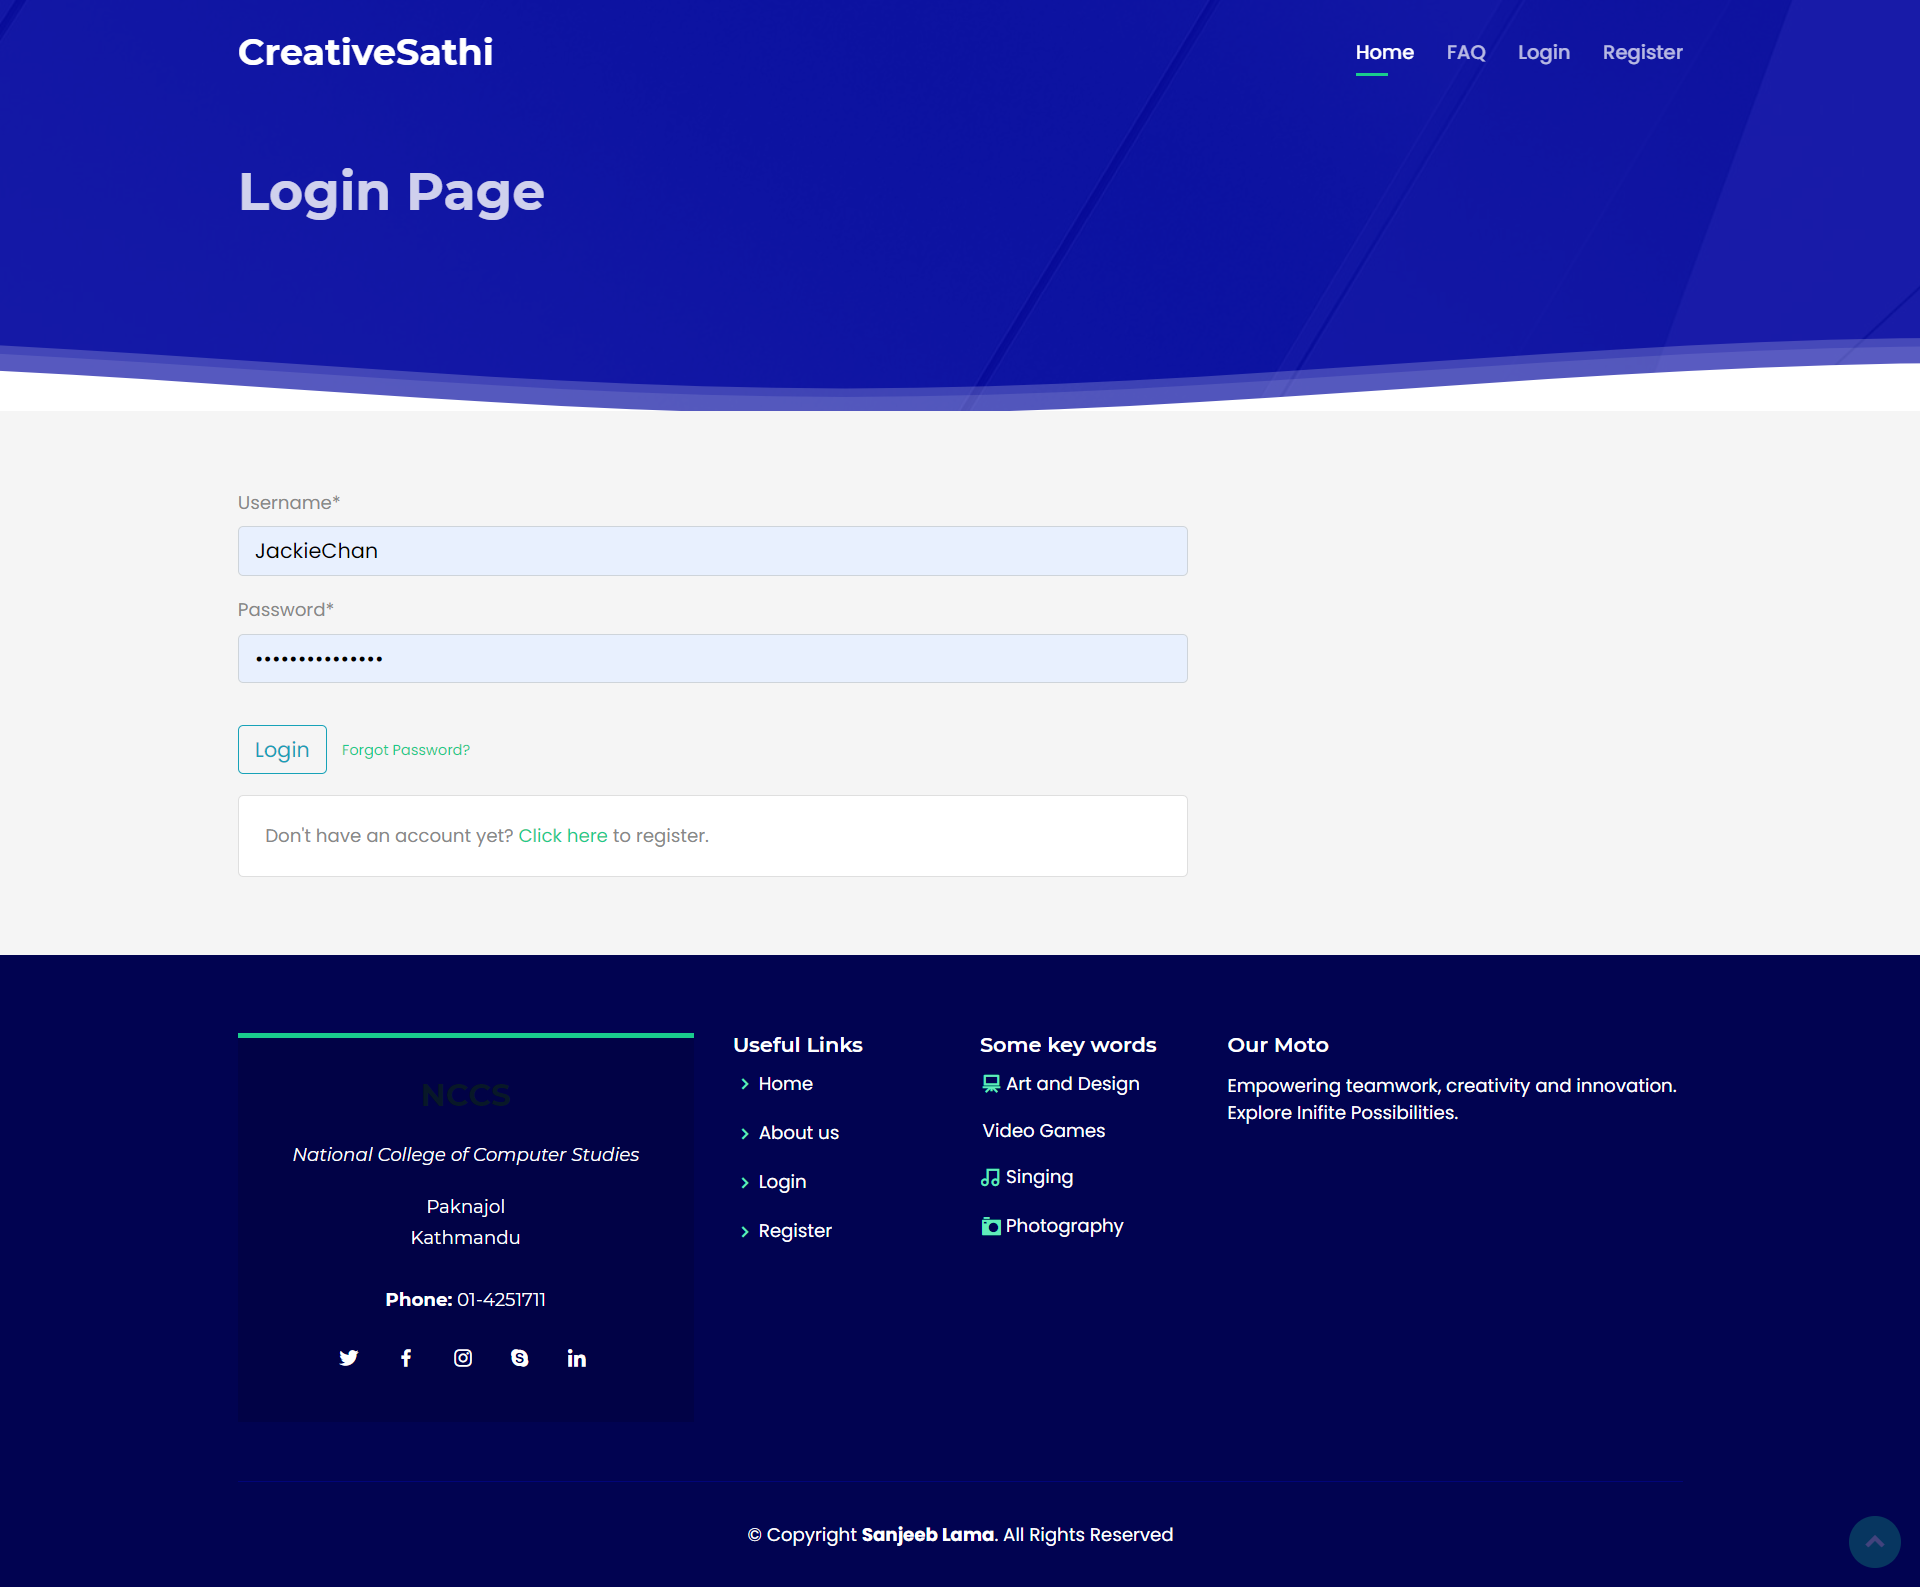 CreativeSathi
Home FAQ Login Register
Login Page
Username*
JackieChan
Password*
•••••••••••••••
Login Forgot Password?
Don't have an account yet? Click here to register.
NCCS
National College of Computer Studies
Paknajol
Kathmandu
Phone: 01-4251711
Useful Links
Home
About us
Login
Register
Some key words
Art and Design
Video Games
Singing
Photography
Our Moto
Empowering teamwork, creativity and innovation.
Explore Inifite Possibilities.
© Copyright Sanjeeb Lama. All Rights Reserved